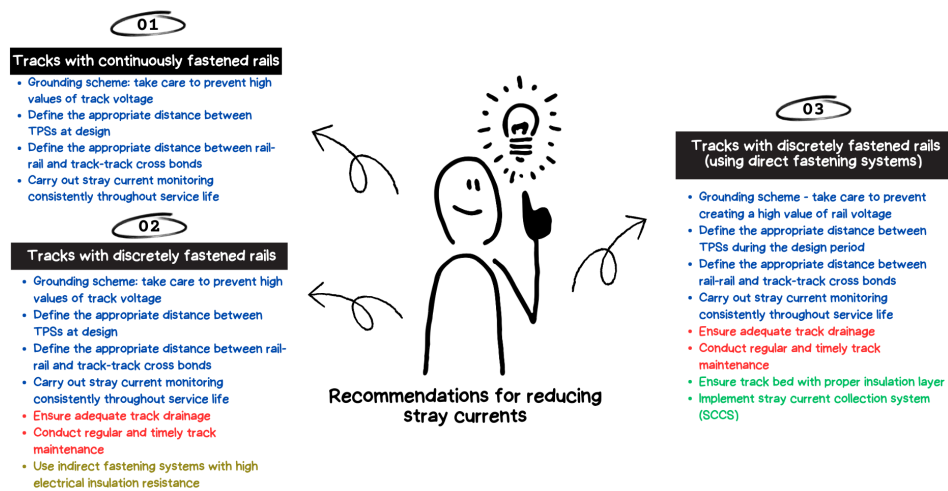 01
Tracks with continuously fastened rails
• Grounding scheme: take care to prevent high
values of track voltage
• Define the appropriate distance between
TPSs at design
• Define the appropriate distance between rail-
rail and track-track cross bonds
• Carry out stray current monitoring
consistently throughout service life
02
Tracks with discretely fastened rails
• Grounding scheme: take care to prevent high
values of track voltage
• Define the appropriate distance between
TPSs at design
• Define the appropriate distance between rail-
rail and track-track cross bonds
• Carry out stray current monitoring
consistently throughout service life
• Ensure adequate track drainage
• Conduct regular and timely track
maintenance
• Use indirect fastening systems with high
electrical insulation resistance
Recommendations for reducing
stray currents
03
Tracks with discretely fastened rails
(using direct fastening systems)
• Grounding scheme - take care to prevent
creating a high value of rail voltage
• Define the appropriate distance between
TPSs during the design period
• Define the appropriate distance between
rail-rail and track-track cross bonds
• Carry out stray current monitoring
consistently throughout service life
• Ensure adequate track drainage
• Conduct regular and timely track
maintenance
• Ensure track bed with proper insulation layer
• Implement stray current collection system
(SCCS)